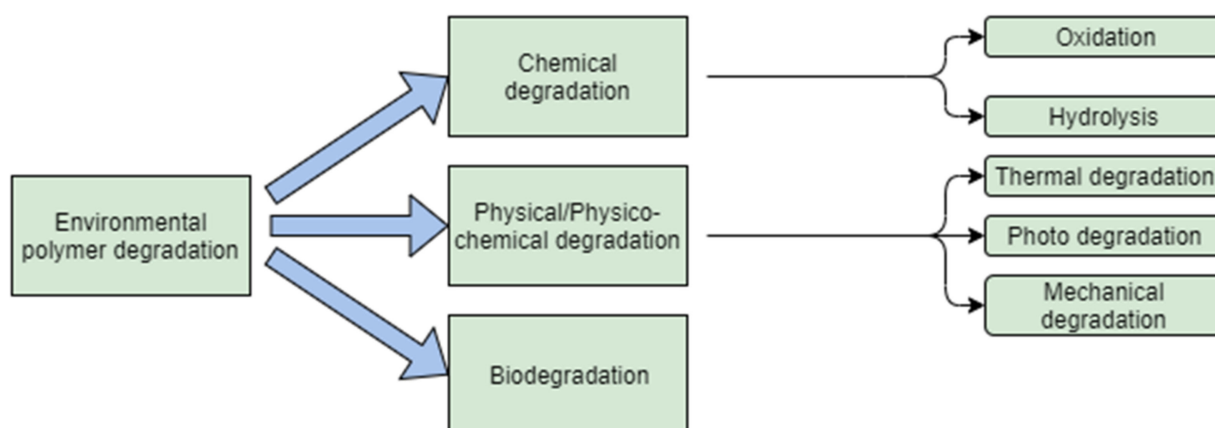 Environmental
polymer degradation
Chemical
degradation
Physical/Physico-
chemical degradation
Biodegradation
Oxidation
Hydrolysis
Thermal degradation
Photo degradation
Mechanical
degradation